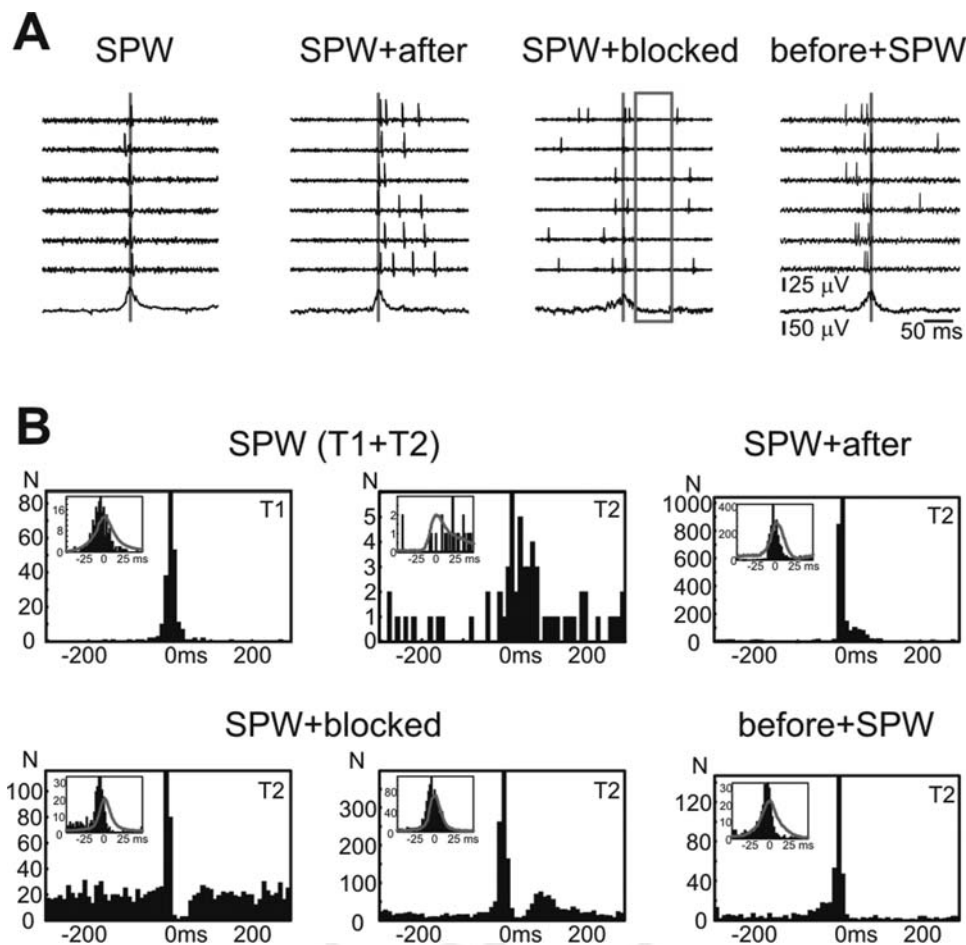 A
SPW SPW+after SPW+blocked before+SPW
25 µV
50 µV 50 ms
B
SPW (T1+T2) SPW+after
N N N
T1 T2 T2
80 60 40 20 0
16 8 0
-25 0 25 ms
-200 0ms 200
5 4 3 2 1 1
2 1 0
-25 0 25 ms
-200 0ms 200
1000 800 600 400 200 0
400 200 0
-25 0 25 ms
-200 0ms 200
SPW+blocked before+SPW
N N N
T2 T2 T2
100 80 60 40 20 0
30 20 10 0
-25 0 25 ms
-200 0ms 200
300 200 100 0
80 40 0
-25 0 25 ms
-200 0ms 200
120 80 40 0
30 20 10 0
-25 0 25 ms
-200 0ms 200